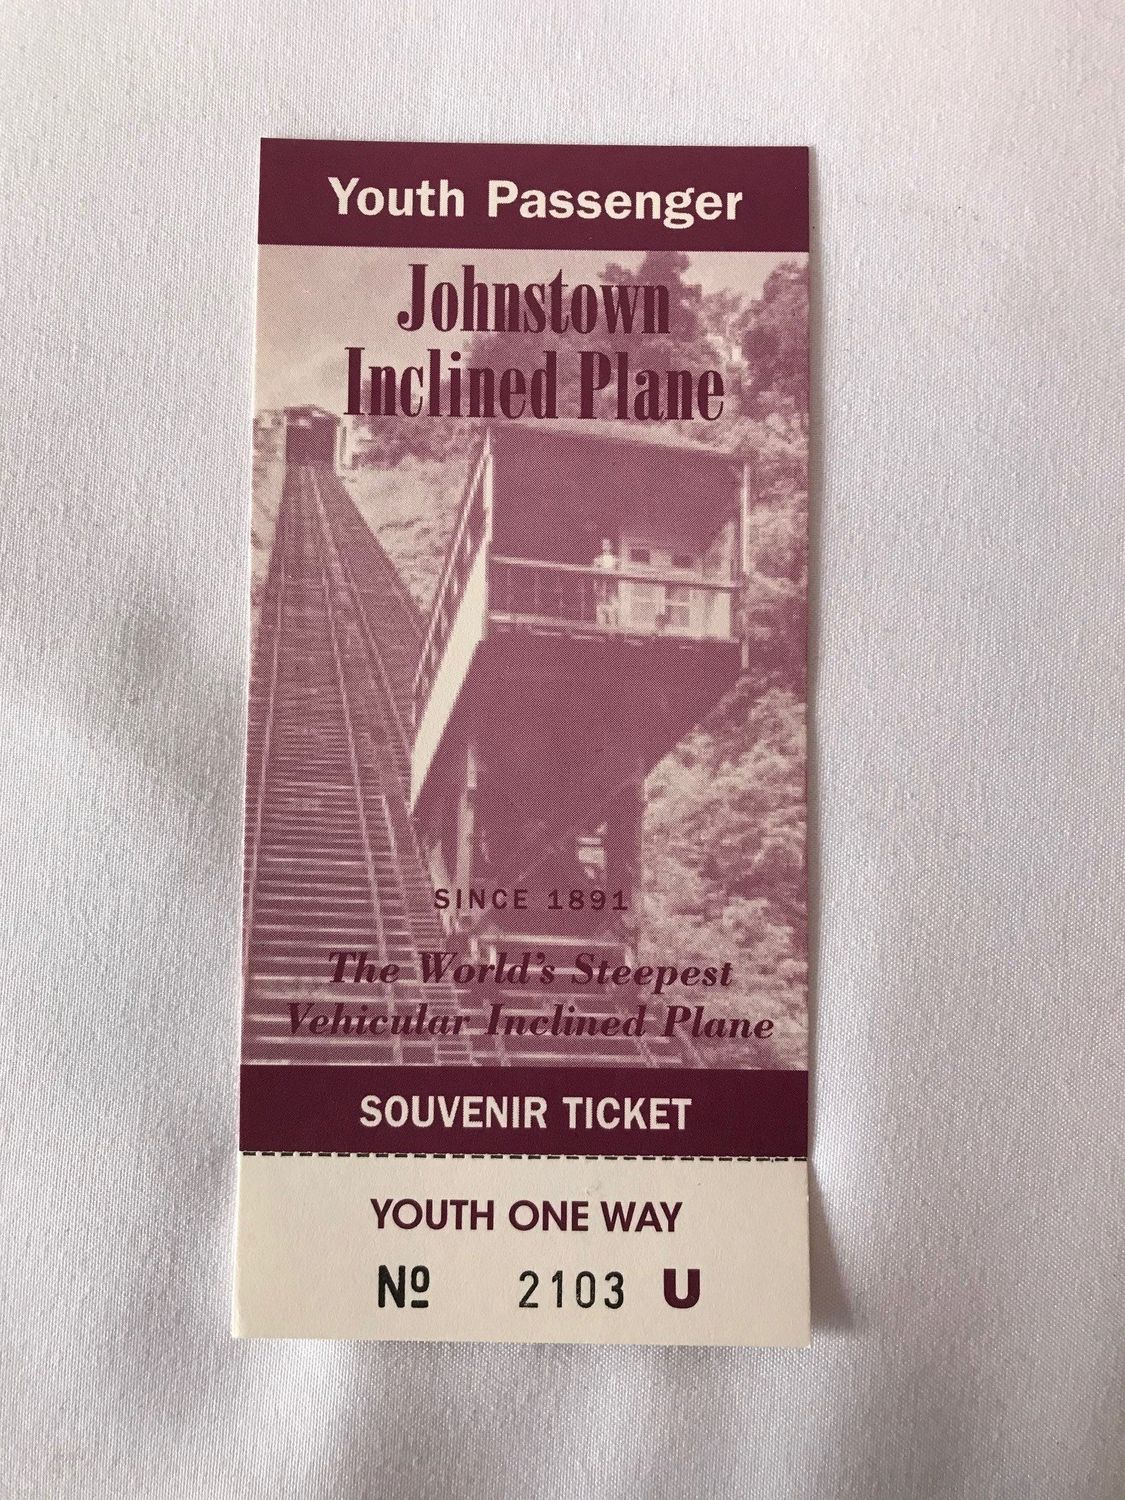 Youth Passenger
Johnstown
Inclined Plane
SINCE 1891
The World's Steepest
Vehicular Inclined Plane
SOUVENIR TICKET
YOUTH ONE WAY
Nº 2103 U